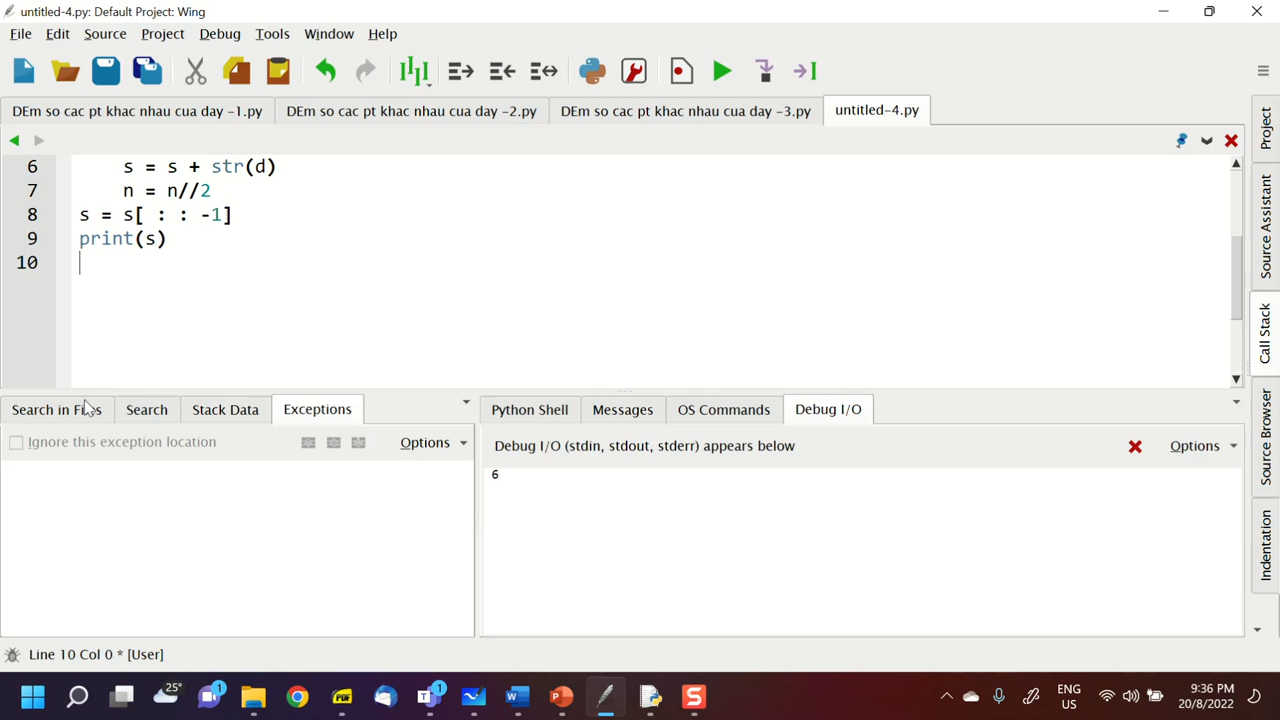 untitled-4.py: Default Project: Wing
File Edit Source Project Debug Tools Window Help
DEm so cac pt khac nhau cua day -1.py DEm so cac pt khac nhau cua day -2.py DEm so cac pt khac nhau cua day -3.py untitled-4.py
6 s = s + str(d)
7 n = n//2
8 s = s[ : : -1]
9 print(s)
10
Project
Source Assistant
Call Stack
Source Browser
Indentation
Search in Files Search Stack Data Exceptions
Ignore this exception location Options
Python Shell Messages OS Commands Debug I/O
Debug I/O (stdin, stdout, stderr) appears below Options
6
Line 10 Col 0 * [User]
25°
1
1
PDF
ENG
US
9:36 PM
20/8/2022